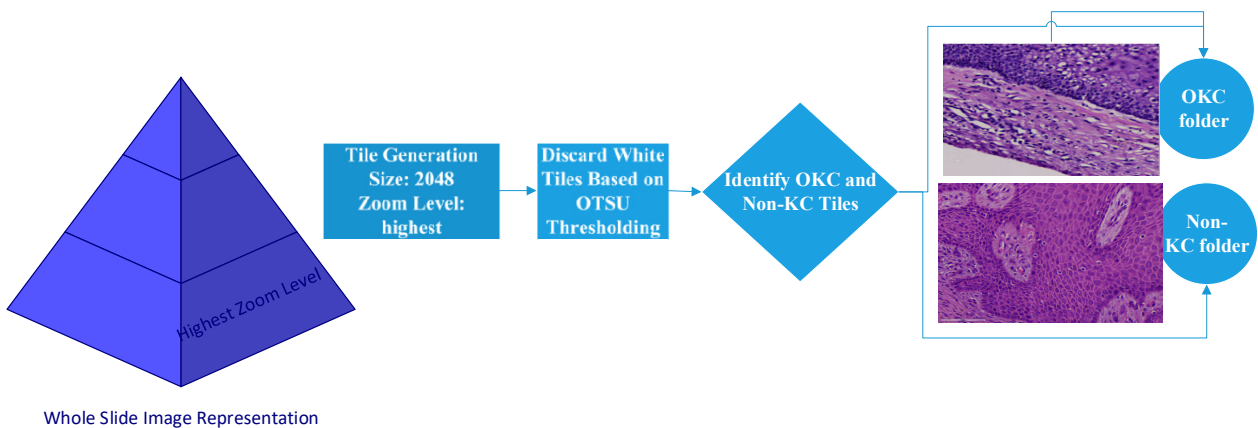 Highest Zoom Level
Whole Slide Image Representation
Tile Generation
Size: 2048
Zoom Level:
highest
Discard White
Tiles Based on
OTSU
Thresholding
Identify OKC and
Non-KC Tiles
OKC
folder
Non-
KC folder